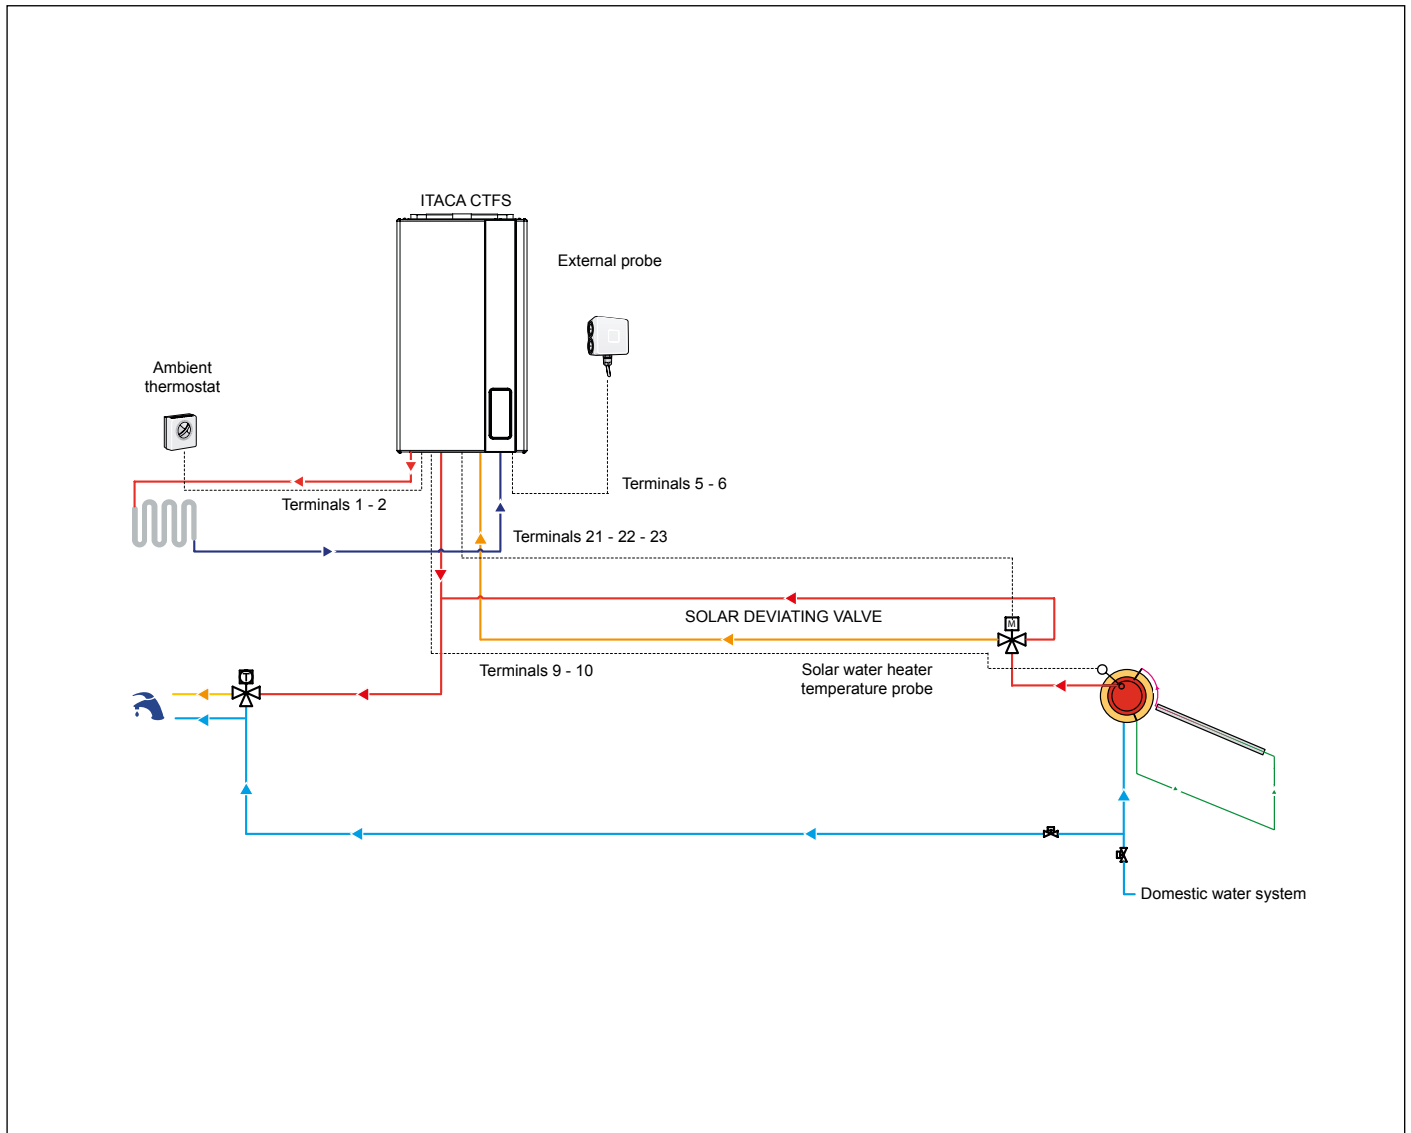 ITACA CTFS
External probe
Ambient
thermostat
Terminals 5 - 6
Terminals 1 - 2
Terminals 21 - 22 - 23
SOLAR DEVIATING VALVE
M
Terminals 9 - 10
Solar water heater
temperature probe
T
Domestic water system